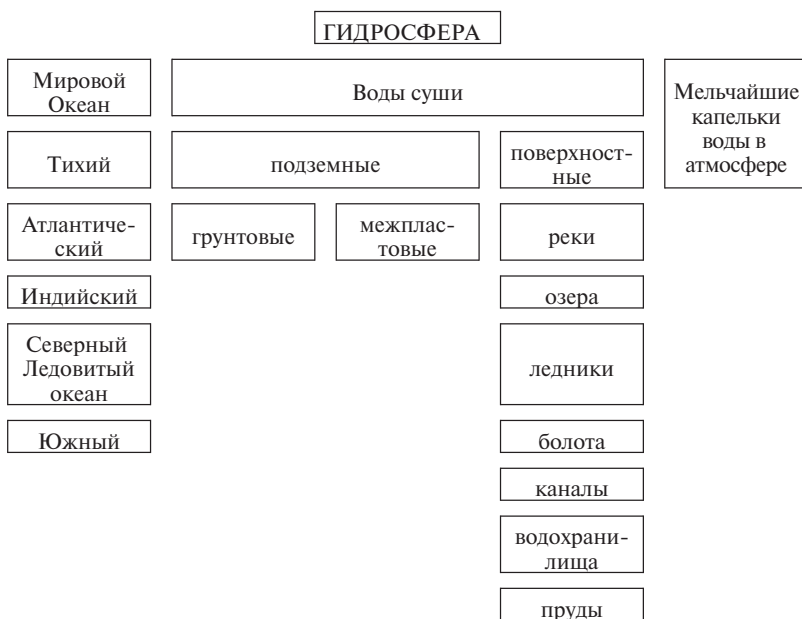 ГИДРОСФЕРА
Мировой
Океан
Воды суши
Мельчайшие
капельки
воды в
атмосфере
Тихий
подземные
поверхност-
ные
Атлантиче-
ский
грунтовые
межплас-
товые
реки
Индийский
озера
Северный
Ледовитый
океан
ледники
Южный
болота
каналы
водохрани-
лища
пруды